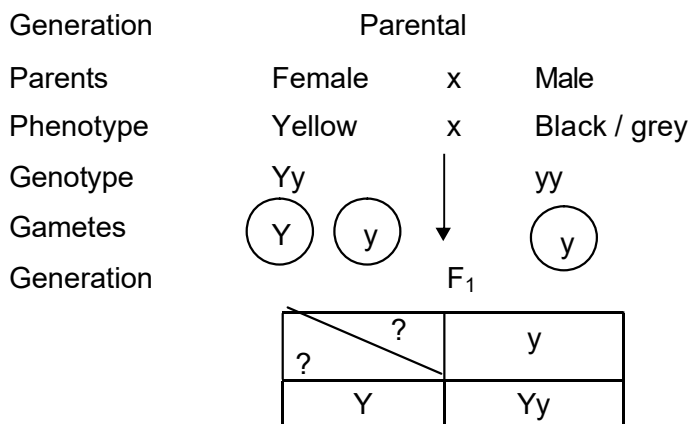 Generation Parental
Parents Female x Male
Phenotype Yellow x Black / grey
Genotype Yy yy
Gametes Y y y
Generation F₁
? y
?
Y Yy